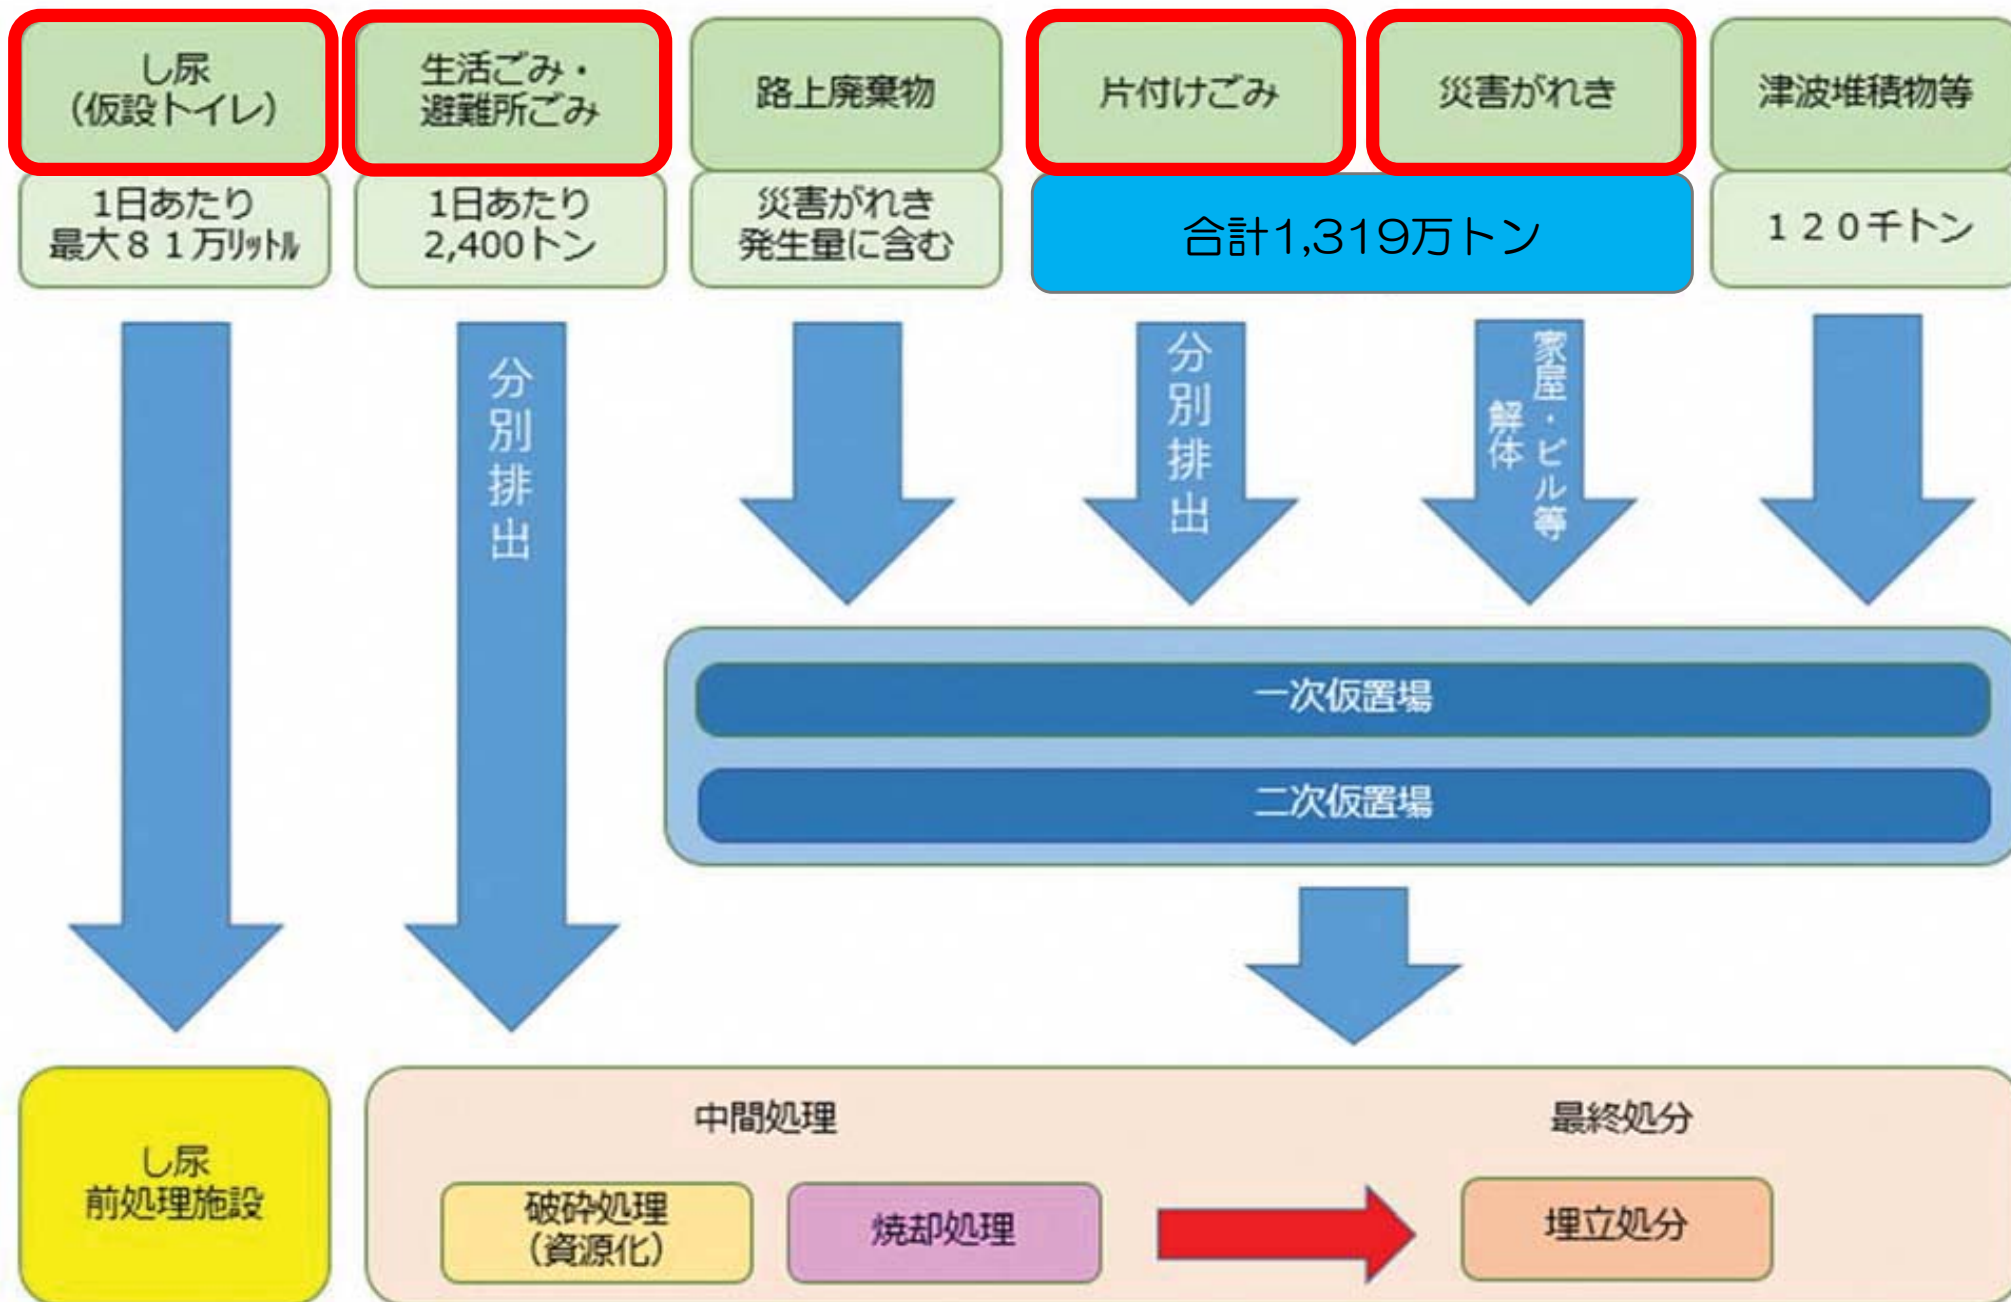 し尿
（仮設トイレ）
生活ごみ・
避難所ごみ
路上廃棄物
片付けごみ
災害がれき
津波堆積物等
1日あたり
最大８１万リットル
1日あたり
2,400トン
災害がれき
発生量に含む
合計1,319万トン
１２０千トン
分別排出
分別排出
家屋・ビル等
解体
一次仮置場
二次仮置場
し尿
前処理施設
中間処理
最終処分
破砕処理
（資源化）
焼却処理
埋立処分